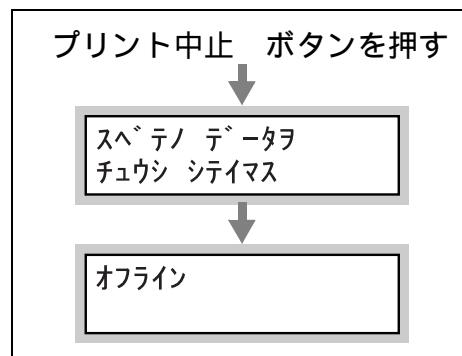 プリント中止　ボタンを押す
スベテノ データヲ
チュウシ シテイマス
オフライン